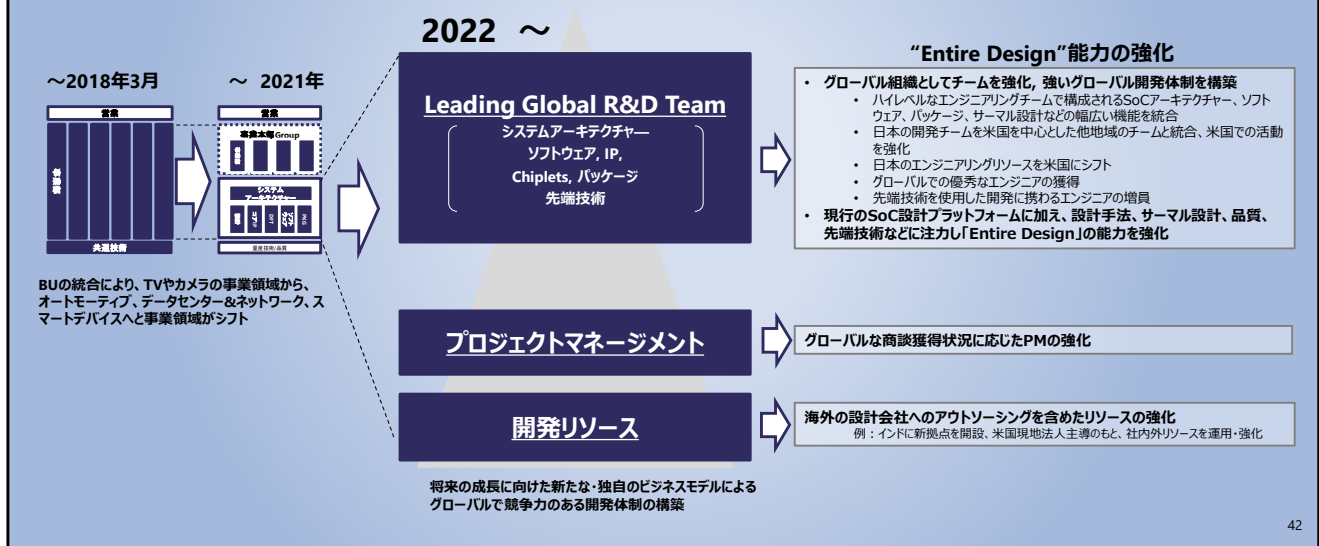 2022 ～
～2018年3月
営業
事業部
共通技術
～ 2021年
営業
事業本部Group
事業部
システム
アーキテクチャー
DFT
PKG
量産技術/品質
BUの統合により、TVやカメラの事業領域から、
オートモーティブ、データセンター&ネットワーク、ス
マートデバイスへと事業領域がシフト
Leading Global R&D Team
システムアーキテクチャ―
ソフトウェア, IP,
Chiplets, パッケージ
先端技術
プロジェクトマネージメント
開発リソース
将来の成長に向けた新たな・独自のビジネスモデルによる
グローバルで競争力のある開発体制の構築
“Entire Design”能力の強化
• グローバル組織としてチームを強化, 強いグローバル開発体制を構築
• ハイレベルなエンジニアリングチームで構成されるSoCアーキテクチャー、ソフト
ウェア、パッケージ、サーマル設計などの幅広い機能を統合
• 日本の開発チームを米国を中心とした他地域のチームと統合、米国での活動
を強化
• 日本のエンジニアリングリソースを米国にシフト
• グローバルでの優秀なエンジニアの獲得
• 先端技術を使用した開発に携わるエンジニアの増員
• 現行のSoC設計プラットフォームに加え、設計手法、サーマル設計、品質、
先端技術などに注力し「Entire Design」の能力を強化
グローバルな商談獲得状況に応じたPMの強化
海外の設計会社へのアウトソーシングを含めたリソースの強化
例：インドに新拠点を開設、米国現地法人主導のもと、社内外リソースを運用・強化
42